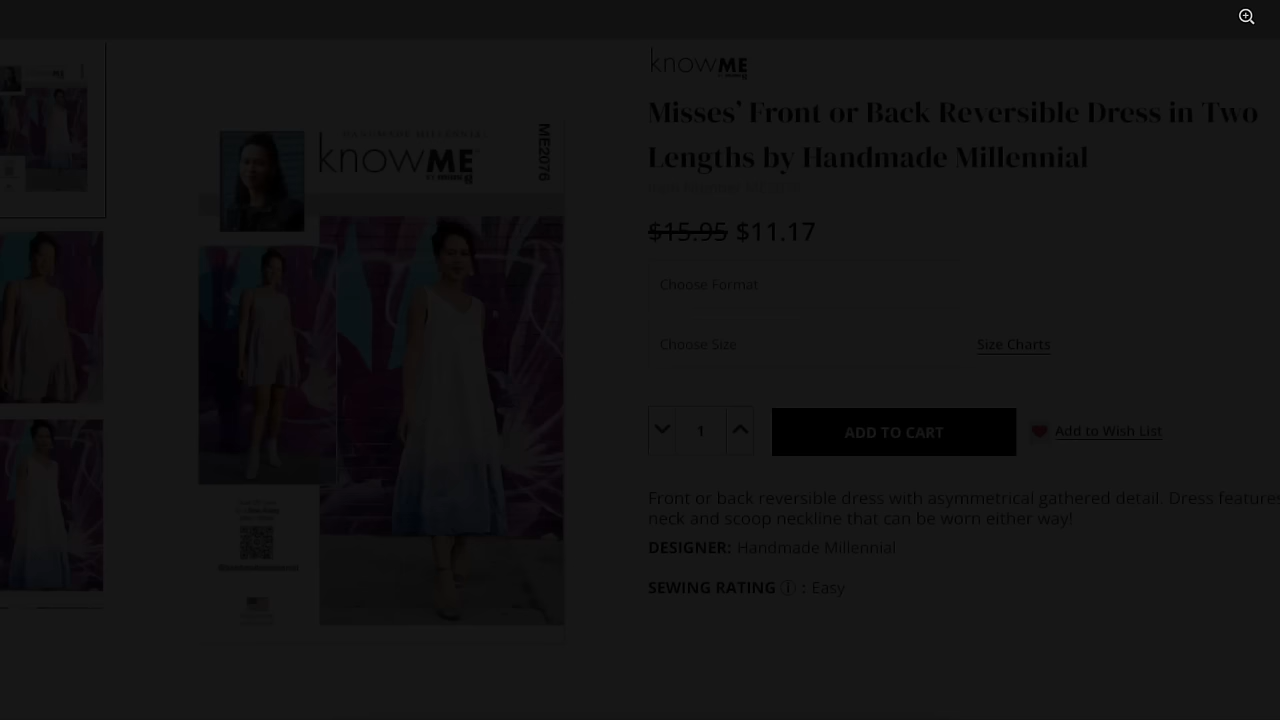 knowME
Misses’ Front or Back Reversible Dress in Two
Lengths by Handmade Millennial
$15.95 $11.17
Choose Format
Choose Size
Size Charts
1
ADD TO CART
Add to Wish List
Front or back reversible dress with asymmetrical gathered detail. Dress features
neck and scoop neckline that can be worn either way!
DESIGNER: Handmade Millennial
SEWING RATING ⓘ : Easy
HANDMADE MILLENNIAL
knowME
ME2076